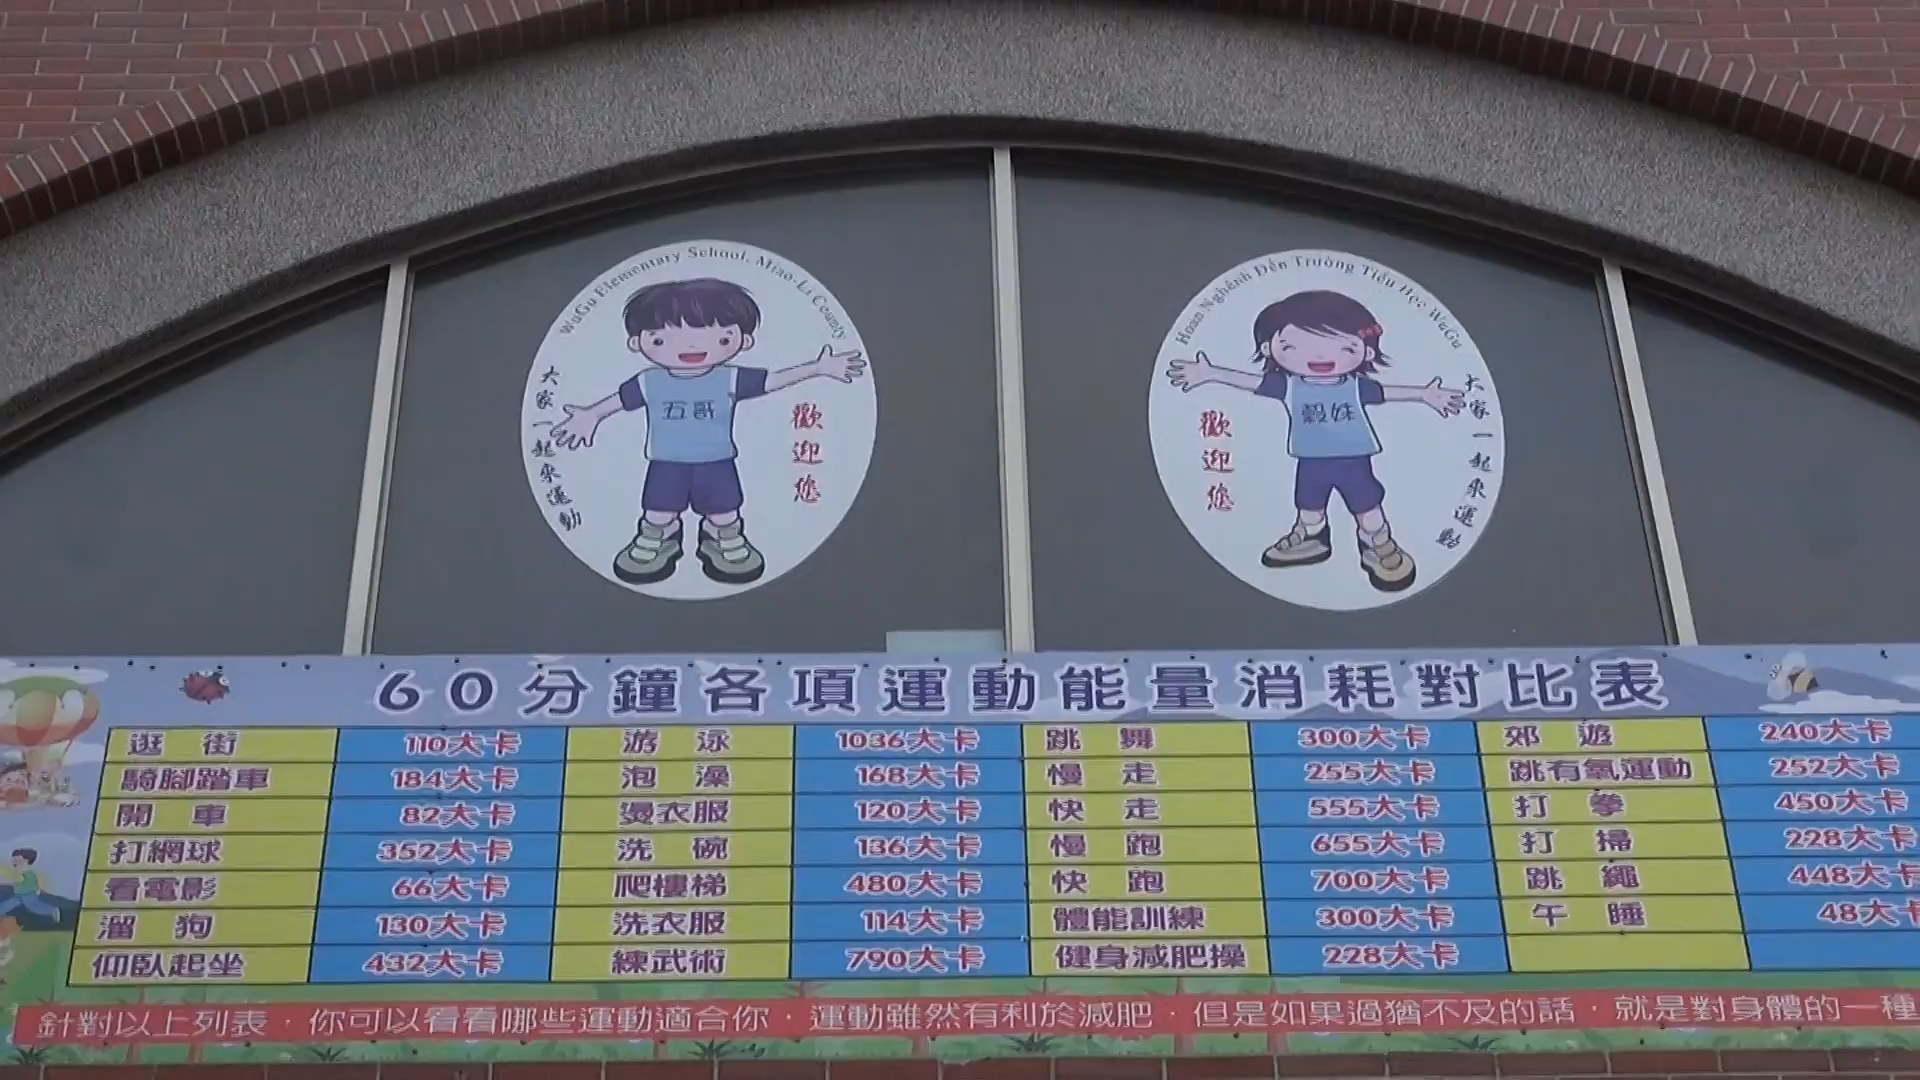 WuGu Elementary School, Miao-Li County
大家一起來運動
五哥
歡迎您
Hoan Nghênh Đến Trường Tiểu Học WuGu
歡迎您
穀妹
大家一起來運動
60分鐘各項運動能量消耗對比表
逛街 110大卡 游泳 1036大卡 跳舞 300大卡 郊遊 240大卡
騎腳踏車 184大卡 泡澡 168大卡 慢走 255大卡 跳有氧運動 252大卡
開車 82大卡 燙衣服 120大卡 快走 555大卡 打拳 450大卡
打網球 352大卡 洗碗 136大卡 慢跑 655大卡 打掃 228大卡
看電影 66大卡 爬樓梯 480大卡 快跑 700大卡 跳繩 448大卡
溜狗 130大卡 洗衣服 114大卡 體能訓練 300大卡 午睡 48大卡
仰臥起坐 432大卡 練武術 790大卡 健身減肥操 228大卡
針對以上列表，你可以看看哪些運動適合你，運動雖然有利於減肥，但是如果過猶不及的話，就是對身體的一種